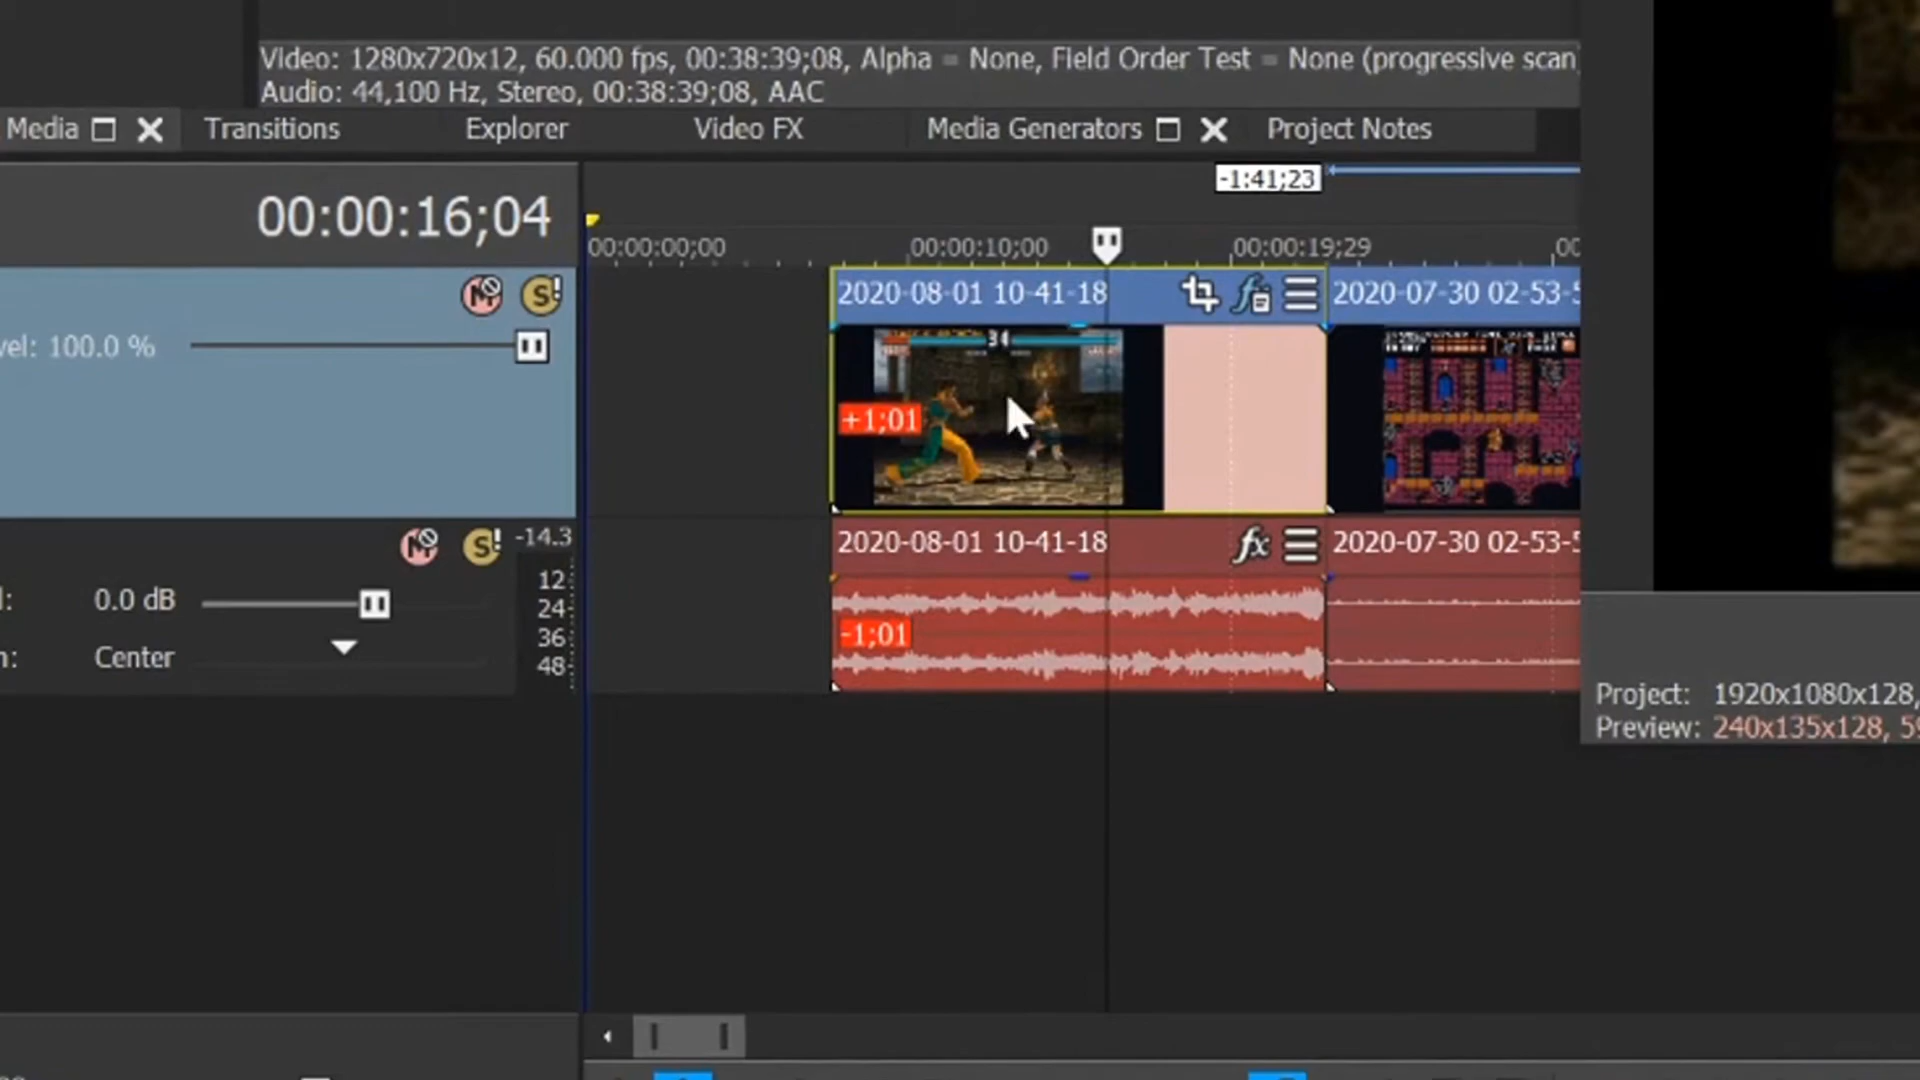 Video: 1280x720x12, 60.000 fps, 00:38:39;08, Alpha = None, Field Order Test = None (progressive scan)
Audio: 44,100 Hz, Stereo, 00:38:39;08, AAC
Media Transitions Explorer Video FX Media Generators Project Notes
-1:41;23
00:00:16;04
00:00:00;00 00:00:10;00 00:00:19;29 00
M S! 2020-08-01 10-41-18 2020-07-30 02-53-5
vel: 100.0 %
34
+1;01
M S! -14.3 2020-08-01 10-41-18 fx 2020-07-30 02-53-5
12
0.0 dB
24
-1;01
36
Center
48
Project: 1920x1080x128,
Preview: 240x135x128, 59